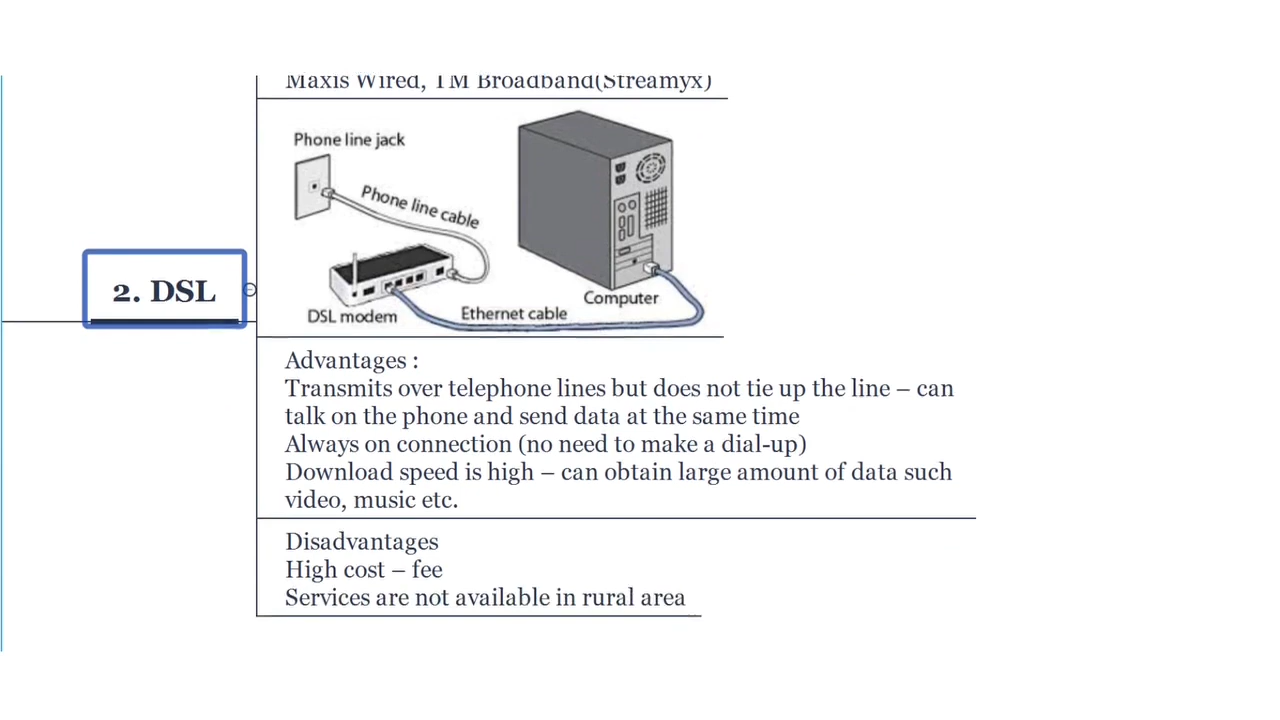 Maxis Wired, TM Broadband(Streamyx)
Phone line jack
Phone line cable
DSL modem
Ethernet cable
Computer
2. DSL
Advantages :
Transmits over telephone lines but does not tie up the line – can
talk on the phone and send data at the same time
Always on connection (no need to make a dial-up)
Download speed is high – can obtain large amount of data such
video, music etc.
Disadvantages
High cost – fee
Services are not available in rural area